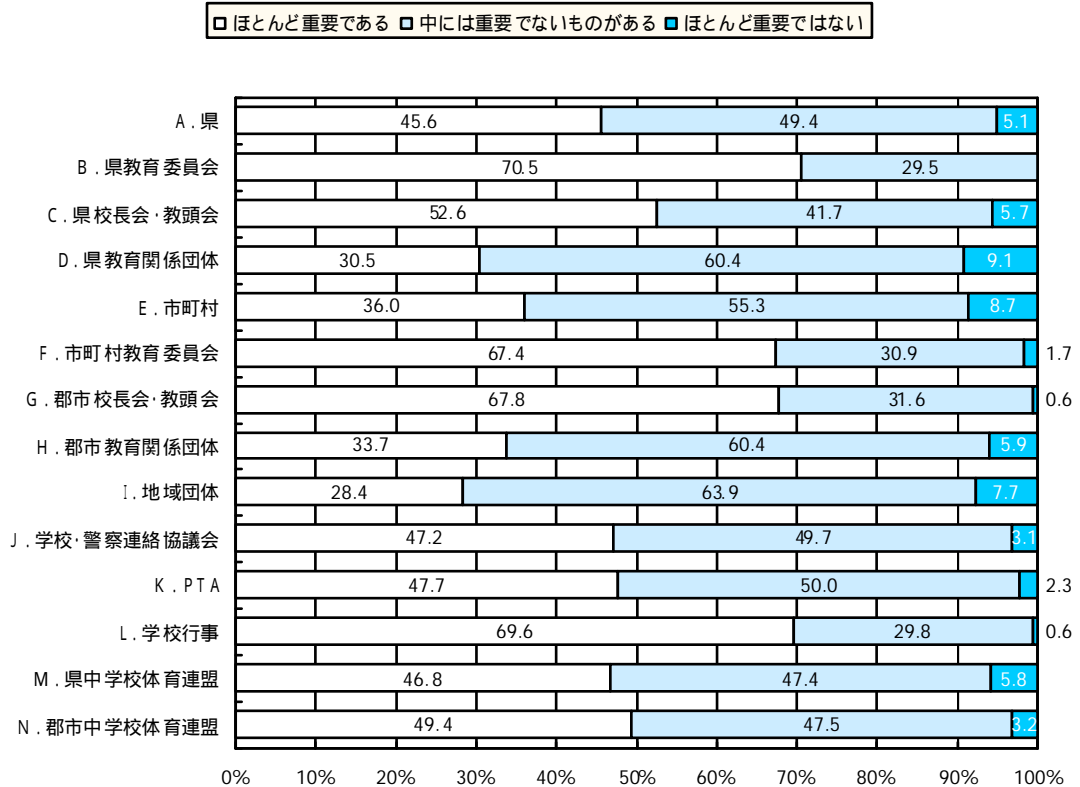 ほとんど重要である 中には重要でないものがある ほとんど重要ではない
A．県 45.6 49.4 5.1
B．県教育委員会 70.5 29.5
C．県校長会・教頭会 52.6 41.7 5.7
D．県教育関係団体 30.5 60.4 9.1
E．市町村 36.0 55.3 8.7
F．市町村教育委員会 67.4 30.9 1.7
G．郡市校長会・教頭会 67.8 31.6 0.6
H．郡市教育関係団体 33.7 60.4 5.9
I．地域団体 28.4 63.9 7.7
J．学校・警察連絡協議会 47.2 49.7 3.1
K．PTA 47.7 50.0 2.3
L．学校行事 69.6 29.8 0.6
M．県中学校体育連盟 46.8 47.4 5.8
N．郡市中学校体育連盟 49.4 47.5 3.2
0% 10% 20% 30% 40% 50% 60% 70% 80% 90% 100%